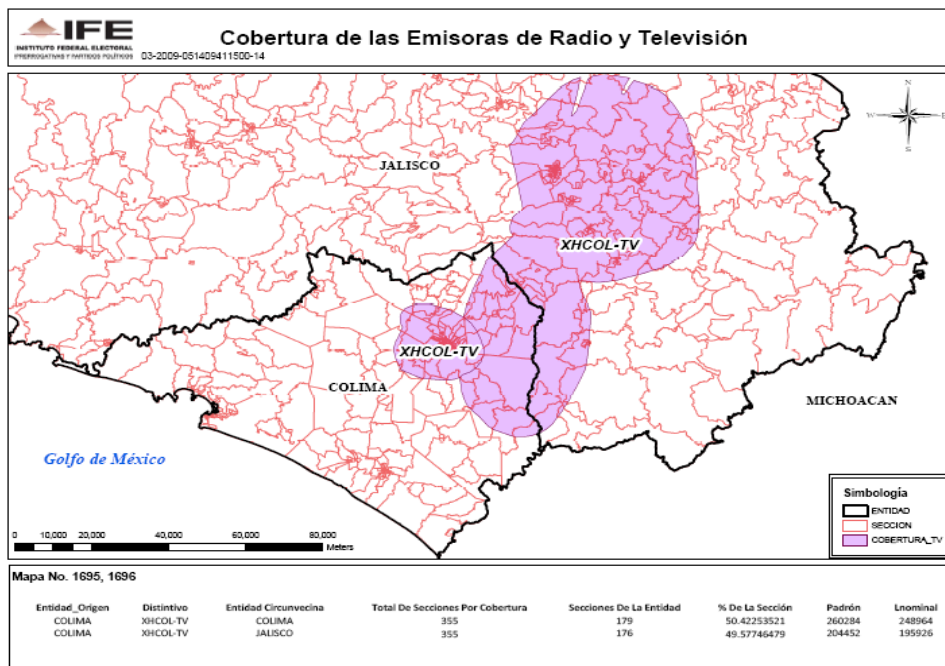 IFE
INSTITUTO FEDERAL ELECTORAL
PRERROGATIVAS Y PARTIDOS POLÍTICOS
03-2009-051409411500-14
Cobertura de las Emisoras de Radio y Televisión
N
W E
S
JALISCO
XHCOL-TV
XHCOL-TV
COLIMA
MICHOACAN
Golfo de México
Simbología
ENTIDAD
SECCION
COBERTURA_TV
0 10,000 20,000 40,000 60,000 80,000
Meters
Mapa No. 1695, 1696
Entidad_Origen Distintivo Entidad Circunvecina Total De Secciones Por Cobertura Secciones De La Entidad % De La Sección Padrón Lnominal
COLIMA XHCOL-TV COLIMA 355 179 50.42253521 260284 248964
COLIMA XHCOL-TV JALISCO 355 176 49.57746479 204452 195926